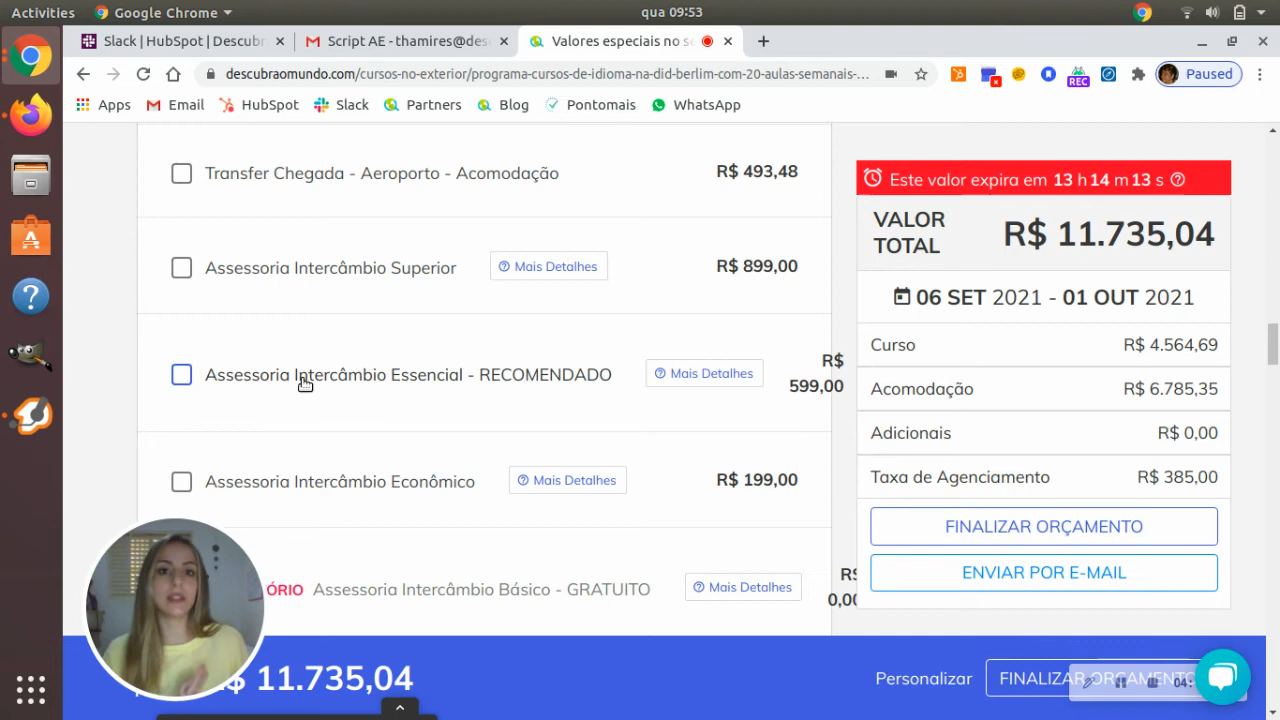 Activities
Google Chrome
qua 09:53
Slack | HubSpot | Descubr
Script AE - thamires@des
Valores especiais no se
descubraomundo.com/cursos-no-exterior/programa-cursos-de-idioma-na-did-berlim-com-20-aulas-semanais-...
REC
Paused
Apps
Email
HubSpot
Slack
Partners
Blog
Pontomais
WhatsApp
Transfer Chegada - Aeroporto - Acomodação
R$ 493,48
Assessoria Intercâmbio Superior
Mais Detalhes
R$ 899,00
Assessoria Intercâmbio Essencial - RECOMENDADO
Mais Detalhes
R$
599,00
Assessoria Intercâmbio Econômico
Mais Detalhes
R$ 199,00
ÓRIO Assessoria Intercâmbio Básico - GRATUITO
Mais Detalhes
Este valor expira em 13 h 14 m 13 s
VALOR
TOTAL
R$ 11.735,04
06 SET 2021 - 01 OUT 2021
Curso
R$ 4.564,69
Acomodação
R$ 6.785,35
Adicionais
R$ 0,00
Taxa de Agenciamento
R$ 385,00
FINALIZAR ORÇAMENTO
ENVIAR POR E-MAIL
11.735,04
Personalizar
FINALIZAR ORÇAMENTO
04: